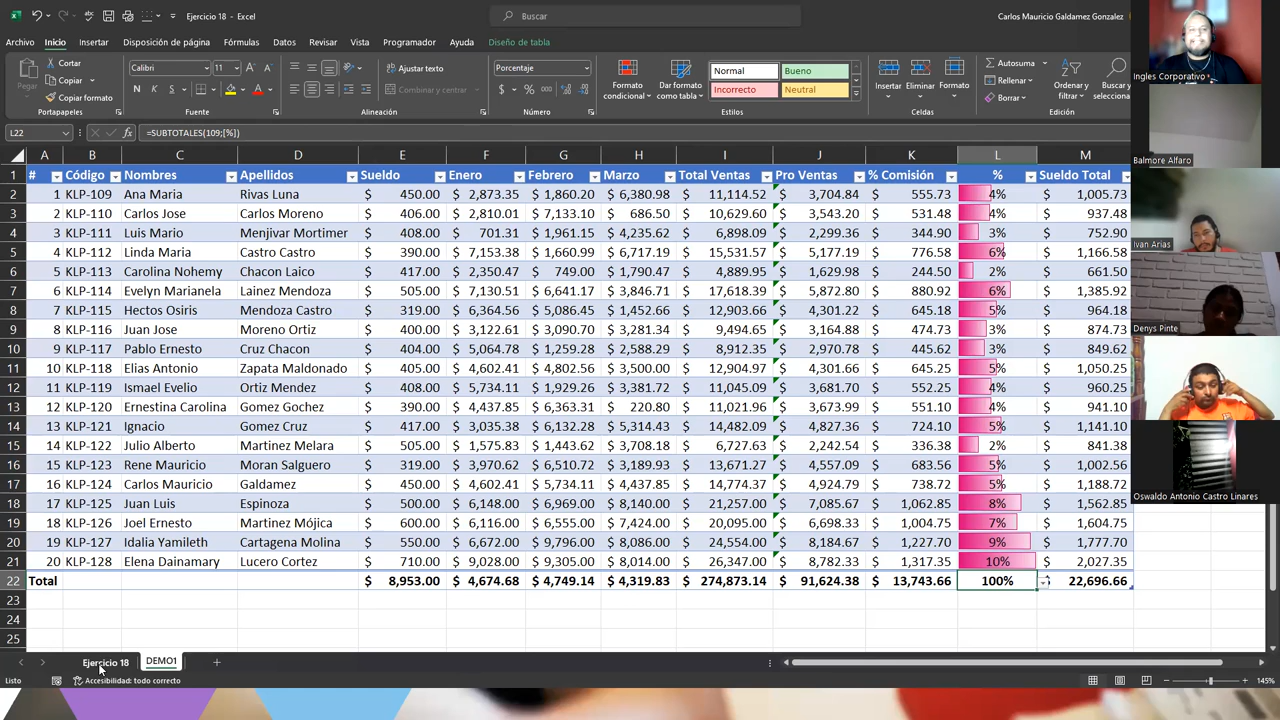 Ejercicio 18 - Excel
Buscar
Carlos Mauricio Galdamez Gonzalez
Archivo Inicio Insertar Disposición de página Fórmulas Datos Revisar Vista Programador Ayuda Diseño de tabla
Pegar
Cortar
Copiar
Copiar formato
Portapapeles
Calibri 11
N K S
Fuente
Ajustar texto
Combinar y centrar
Alineación
Porcentaje
$ % 000
Número
Formato condicional
Dar formato como tabla
Normal Bueno
Incorrecto Neutral
Estilos
Insertar Eliminar Formato
Celdas
Autosuma
Rellenar
Borrar
Ordenar y filtrar
Buscar y seleccionar
Edición
L22 fx =SUBTOTALES(109;[%])
A B C D E F G H I J K L M
1 # Código Nombres Apellidos Sueldo Enero Febrero Marzo Total Ventas Pro Ventas % Comisión % Sueldo Total
2 1 KLP-109 Ana Maria Rivas Luna $ 450.00 $ 2,873.35 $ 1,860.20 $ 6,380.98 $ 11,114.52 $ 3,704.84 $ 555.73 4% $ 1,005.73
3 2 KLP-110 Carlos Jose Carlos Moreno $ 406.00 $ 2,810.01 $ 7,133.10 $ 686.50 $ 10,629.60 $ 3,543.20 $ 531.48 4% $ 937.48
4 3 KLP-111 Luis Mario Menjivar Mortimer $ 408.00 $ 701.31 $ 1,961.15 $ 4,235.62 $ 6,898.09 $ 2,299.36 $ 344.90 3% $ 752.90
5 4 KLP-112 Linda Maria Castro Castro $ 390.00 $ 7,153.38 $ 1,660.99 $ 6,717.19 $ 15,531.57 $ 5,177.19 $ 776.58 6% $ 1,166.58
6 5 KLP-113 Carolina Nohemy Chacon Laico $ 417.00 $ 2,350.47 $ 749.00 $ 1,790.47 $ 4,889.95 $ 1,629.98 $ 244.50 2% $ 661.50
7 6 KLP-114 Evelyn Marianela Lainez Mendoza $ 505.00 $ 7,130.51 $ 6,641.17 $ 3,846.71 $ 17,618.39 $ 5,872.80 $ 880.92 6% $ 1,385.92
8 7 KLP-115 Hectos Osiris Mendoza Castro $ 319.00 $ 6,364.56 $ 5,086.45 $ 1,452.66 $ 12,903.66 $ 4,301.22 $ 645.18 5% $ 964.18
9 8 KLP-116 Juan Jose Moreno Ortiz $ 400.00 $ 3,122.61 $ 3,090.70 $ 3,281.34 $ 9,494.65 $ 3,164.88 $ 474.73 3% $ 874.73
10 9 KLP-117 Pablo Ernesto Cruz Chacon $ 404.00 $ 5,064.78 $ 1,259.28 $ 2,588.29 $ 8,912.35 $ 2,970.78 $ 445.62 3% $ 849.62
11 10 KLP-118 Elias Antonio Zapata Maldonado $ 405.00 $ 4,602.41 $ 4,802.56 $ 3,500.00 $ 12,904.97 $ 4,301.66 $ 645.25 5% $ 1,050.25
12 11 KLP-119 Ismael Evelio Ortiz Mendez $ 408.00 $ 5,734.11 $ 1,929.26 $ 3,381.72 $ 11,045.09 $ 3,681.70 $ 552.25 4% $ 960.25
13 12 KLP-120 Ernestina Carolina Gomez Gochez $ 390.00 $ 4,437.85 $ 6,363.31 $ 220.80 $ 11,021.96 $ 3,673.99 $ 551.10 4% $ 941.10
14 13 KLP-121 Ignacio Gomez Cruz $ 417.00 $ 3,035.38 $ 6,132.28 $ 5,314.43 $ 14,482.09 $ 4,827.36 $ 724.10 5% $ 1,141.10
15 14 KLP-122 Julio Alberto Martinez Melara $ 505.00 $ 1,575.83 $ 1,443.62 $ 3,708.18 $ 6,727.63 $ 2,242.54 $ 336.38 2% $ 841.38
16 15 KLP-123 Rene Mauricio Moran Salguero $ 319.00 $ 3,970.62 $ 6,510.72 $ 3,189.93 $ 13,671.27 $ 4,557.09 $ 683.56 5% $ 1,002.56
17 16 KLP-124 Carlos Mauricio Galdamez $ 450.00 $ 4,602.41 $ 5,734.11 $ 4,437.85 $ 14,774.37 $ 4,924.79 $ 738.72 5% $ 1,188.72
18 17 KLP-125 Juan Luis Espinoza $ 500.00 $ 6,148.00 $ 6,969.00 $ 8,140.00 $ 21,257.00 $ 7,085.67 $ 1,062.85 8% $ 1,562.85
19 18 KLP-126 Joel Ernesto Martinez Mójica $ 600.00 $ 6,116.00 $ 6,555.00 $ 7,424.00 $ 20,095.00 $ 6,698.33 $ 1,004.75 7% $ 1,604.75
20 19 KLP-127 Idalia Yamileth Cartagena Molina $ 550.00 $ 6,672.00 $ 9,796.00 $ 8,086.00 $ 24,554.00 $ 8,184.67 $ 1,227.70 9% $ 1,777.70
21 20 KLP-128 Elena Dainamary Lucero Cortez $ 710.00 $ 9,028.00 $ 9,305.00 $ 8,014.00 $ 26,347.00 $ 8,782.33 $ 1,317.35 10% $ 2,027.35
22 Total $ 8,953.00 $ 4,674.68 $ 4,749.14 $ 4,319.83 $ 274,873.14 $ 91,624.38 $ 13,743.66 100% 22,696.66
23
24
25
Ejercicio 18 DEMO1
Listo Accesibilidad: todo correcto 145%
Ingles Corporativo
Balmore Alfaro
Ivan Arias
Denys Pinte
Oswaldo Antonio Castro Linares